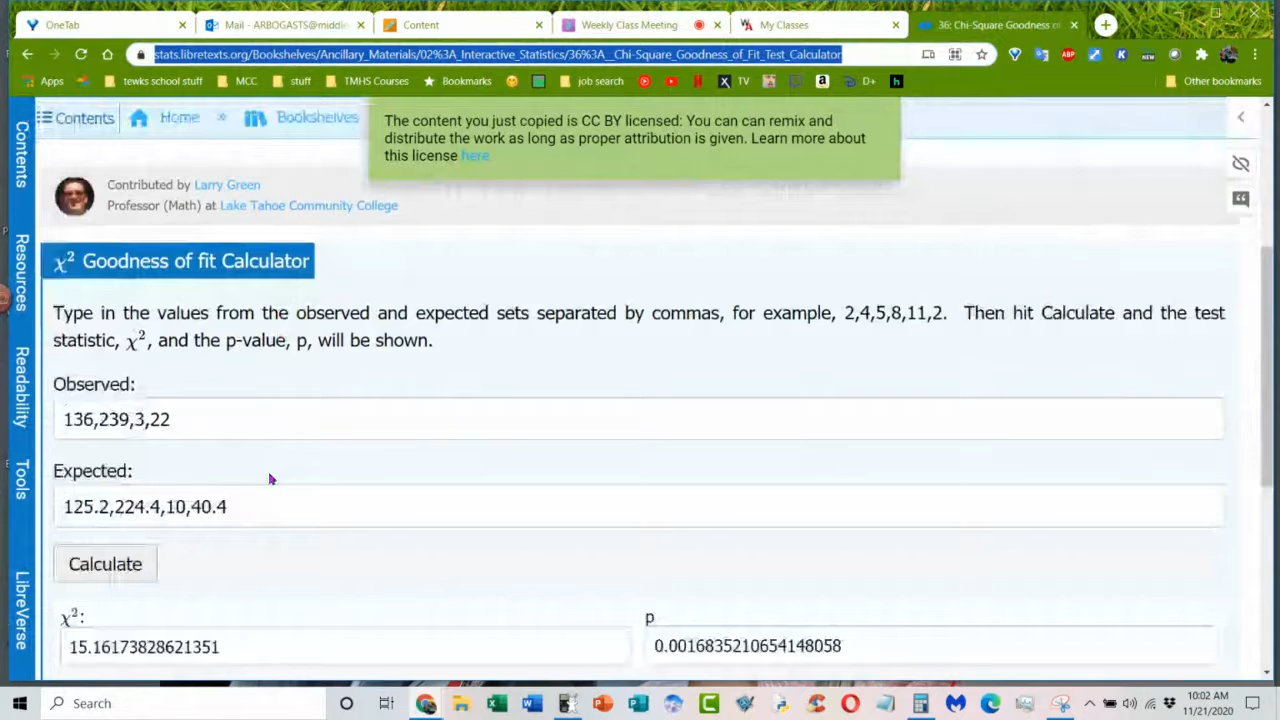 OneTab
Mail - ARBOGASTS@middle
Content
Weekly Class Meeting
My Classes
36: Chi-Square Goodness o
stats.libretexts.org/Bookshelves/Ancillary_Materials/02%3A_Interactive_Statistics/36%3A__Chi-Square_Goodness_of_Fit_Test_Calculator
Apps tewks school stuff MCC stuff TMHS Courses Bookmarks job search TV D+ h Other bookmarks
Contents Home » Bookshelves
The content you just copied is CC BY licensed: You can can remix and
distribute the work as long as proper attribution is given. Learn more about
this license here
Contents
Resources
Readability
Tools
LibreVerse
Contributed by Larry Green
Professor (Math) at Lake Tahoe Community College
χ² Goodness of fit Calculator
Type in the values from the observed and expected sets separated by commas, for example, 2,4,5,8,11,2. Then hit Calculate and the test
statistic, χ², and the p-value, p, will be shown.
Observed:
136,239,3,22
Expected:
125.2,224.4,10,40.4
Calculate
χ²: p
15.16173828621351 0.0016835210654148058
Search
10:02 AM
11/21/2020